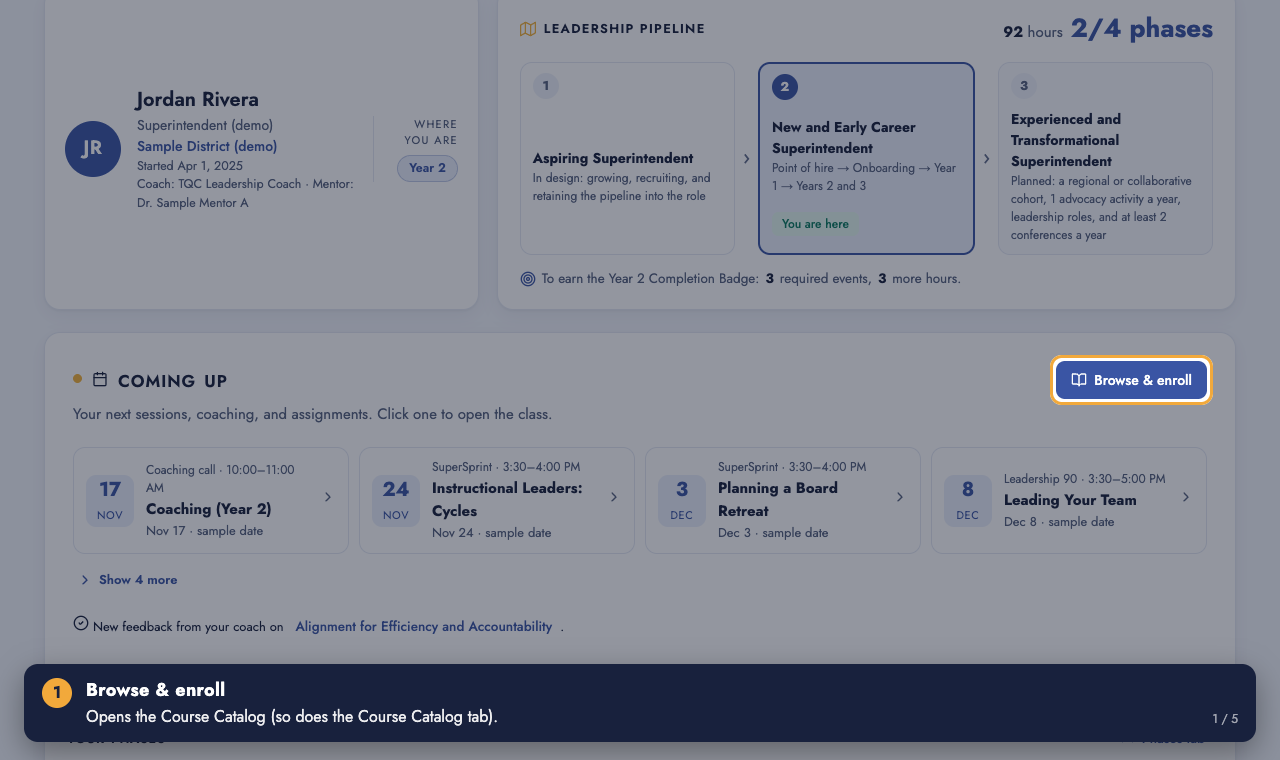 JR
Jordan Rivera
Superintendent (demo)
Sample District (demo)
Started Apr 1, 2025
Coach: TQC Leadership Coach · Mentor:
Dr. Sample Mentor A
WHERE
YOU ARE
Year 2
LEADERSHIP PIPELINE
92 hours 2/4 phases
1
Aspiring Superintendent
In design: growing, recruiting, and
retaining the pipeline into the role
2
New and Early Career
Superintendent
Point of hire → Onboarding → Year
1 → Years 2 and 3
You are here
3
Experienced and
Transformational
Superintendent
Planned: a regional or collaborative
cohort, 1 advocacy activity a year,
leadership roles, and at least 2
conferences a year
To earn the Year 2 Completion Badge: 3 required events, 3 more hours.
COMING UP
Browse & enroll
Your next sessions, coaching, and assignments. Click one to open the class.
17
NOV
Coaching call · 10:00–11:00
AM
Coaching (Year 2)
Nov 17 · sample date
24
NOV
SuperSprint · 3:30–4:00 PM
Instructional Leaders:
Cycles
Nov 24 · sample date
3
DEC
SuperSprint · 3:30–4:00 PM
Planning a Board
Retreat
Dec 3 · sample date
8
DEC
Leadership 90 · 3:30–5:00 PM
Leading Your Team
Dec 8 · sample date
Show 4 more
New feedback from your coach on Alignment for Efficiency and Accountability .
1
Browse & enroll
Opens the Course Catalog (so does the Course Catalog tab).
1 / 5